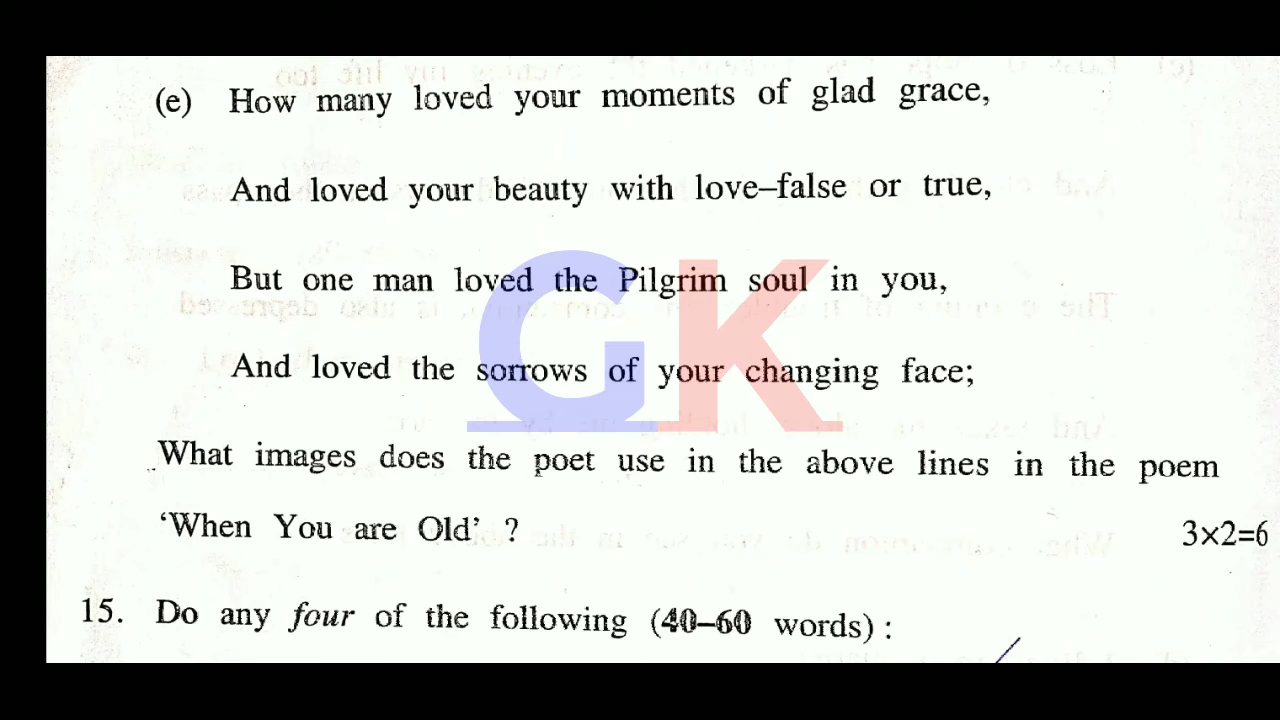 (e) How many loved your moments of glad grace,
And loved your beauty with love–false or true,
But one man loved the Pilgrim soul in you,
And loved the sorrows of your changing face;
What images does the poet use in the above lines in the poem
‘When You are Old’ ? 3×2=6
15. Do any four of the following (40–60 words) :
GK